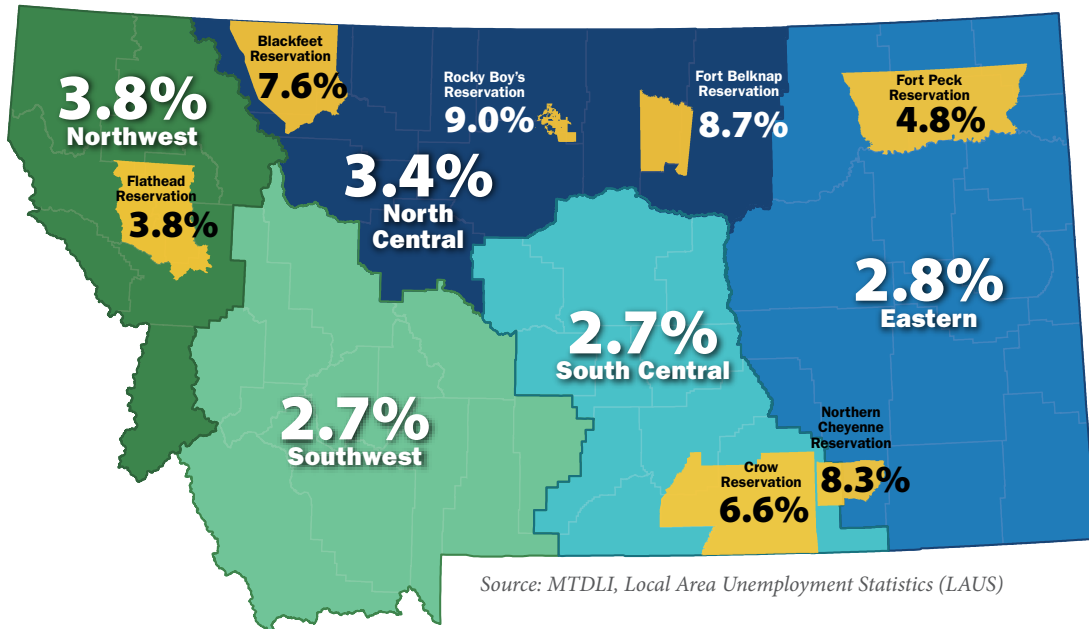 3.8%
Northwest
Blackfeet
Reservation
7.6%
Rocky Boy's
Reservation
9.0%
Fort Belknap
Reservation
8.7%
Fort Peck
Reservation
4.8%
Flathead
Reservation
3.8%
3.4%
North
Central
2.8%
Eastern
2.7%
South Central
2.7%
Southwest
Northern
Cheyenne
Reservation
8.3%
Crow
Reservation
6.6%
Source: MTDLI, Local Area Unemployment Statistics (LAUS)